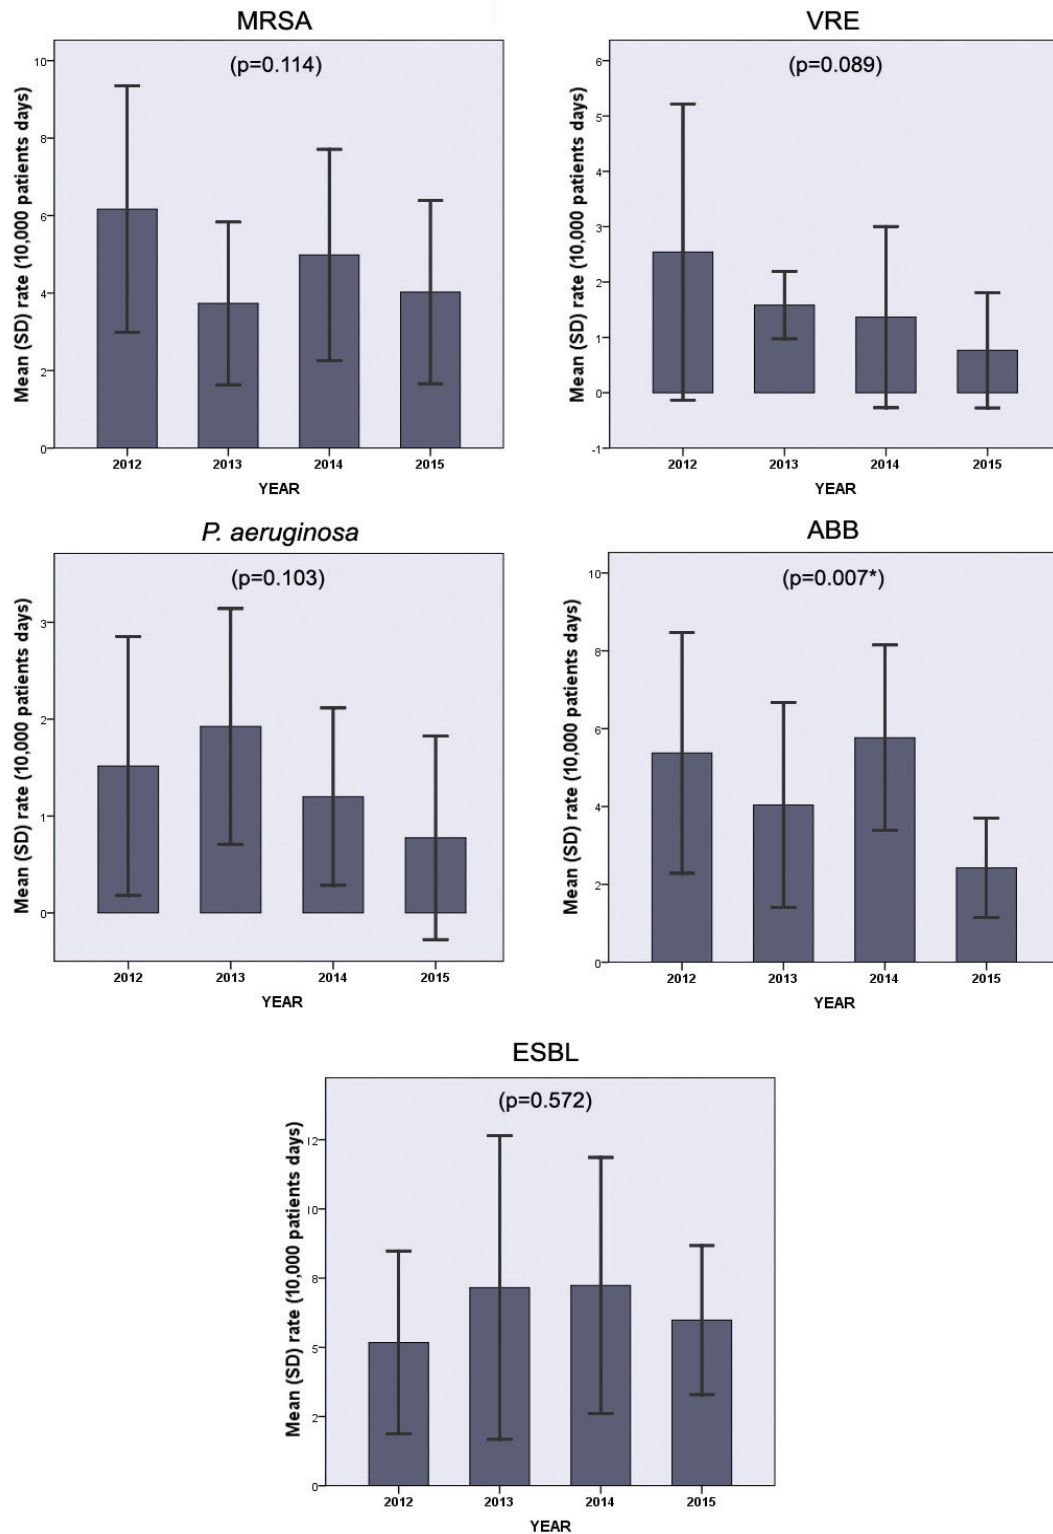 MRSA
(p=0.114)
Mean (SD) rate (10,000 patients days)
10
8
6
4
2
0
2012 2013 2014 2015
YEAR
VRE
(p=0.089)
Mean (SD) rate (10,000 patients days)
6
5
4
3
2
1
0
-1
2012 2013 2014 2015
YEAR
P. aeruginosa
(p=0.103)
Mean (SD) rate (10,000 patients days)
3
2
1
0
2012 2013 2014 2015
YEAR
ABB
(p=0.007*)
Mean (SD) rate (10,000 patients days)
10
8
6
4
2
0
2012 2013 2014 2015
YEAR
ESBL
(p=0.572)
Mean (SD) rate (10,000 patients days)
12
10
8
5
2
0
2012 2013 2014 2015
YEAR